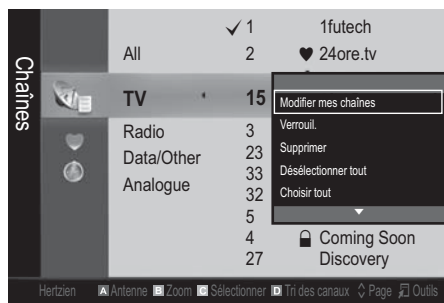 Chaînes
✓ 1 1futech
All 2 ♥ 24ore.tv
TV 15
Radio 3
Data/Other 23
Analogue 33
32
5
4 Coming Soon
27 Discovery
Modifier mes chaînes
Verrouil.
Supprimer
Désélectionner tout
Choisir tout
Hertzien A Antenne B Zoom C Sélectionner D Tri des canaux Page Outils